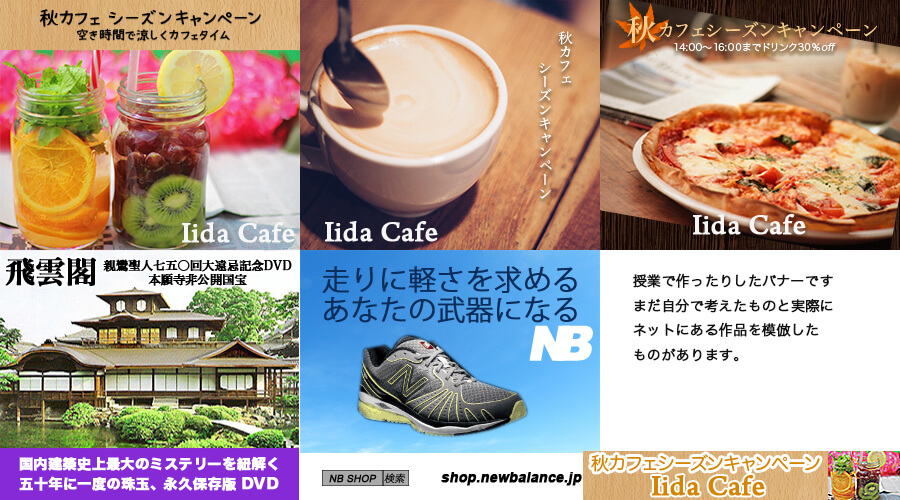 秋カフェ シーズンキャンペーン
空き時間で涼しくカフェタイム
Iida Cafe
秋カフェ
シーズンキャンペーン
Iida Cafe
秋カフェシーズンキャンペーン
14:00〜16:00までドリンク30%off
Iida Cafe
飛雲閣
親鸞聖人七五〇回大遠忌記念DVD
本願寺非公開国宝
国内建築史上最大のミステリーを紐解く
五十年に一度の珠玉、永久保存版 DVD
走りに軽さを求める
あなたの武器になる
NB
NB SHOP 検索
shop.newbalance.jp
授業で作ったりしたバナーです
まだ自分で考えたものと実際に
ネットにある作品を模倣した
ものがあります。
秋カフェシーズンキャンペーン
Iida Cafe